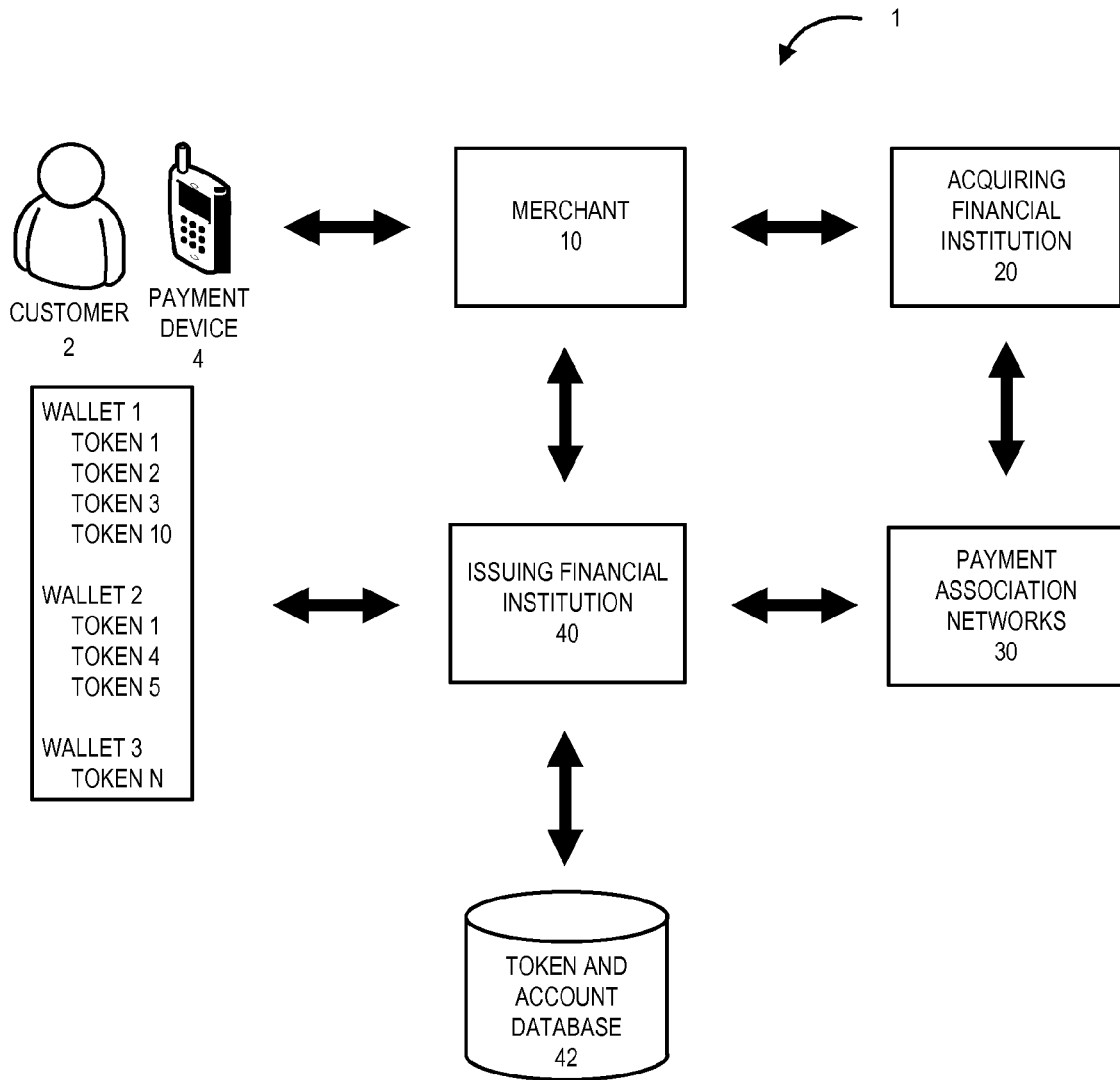 1
CUSTOMER
2
PAYMENT
DEVICE
4
MERCHANT
10
ACQUIRING
FINANCIAL
INSTITUTION
20
WALLET 1
TOKEN 1
TOKEN 2
TOKEN 3
TOKEN 10
WALLET 2
TOKEN 1
TOKEN 4
TOKEN 5
WALLET 3
TOKEN N
ISSUING FINANCIAL
INSTITUTION
40
PAYMENT
ASSOCIATION
NETWORKS
30
TOKEN AND
ACCOUNT
DATABASE
42